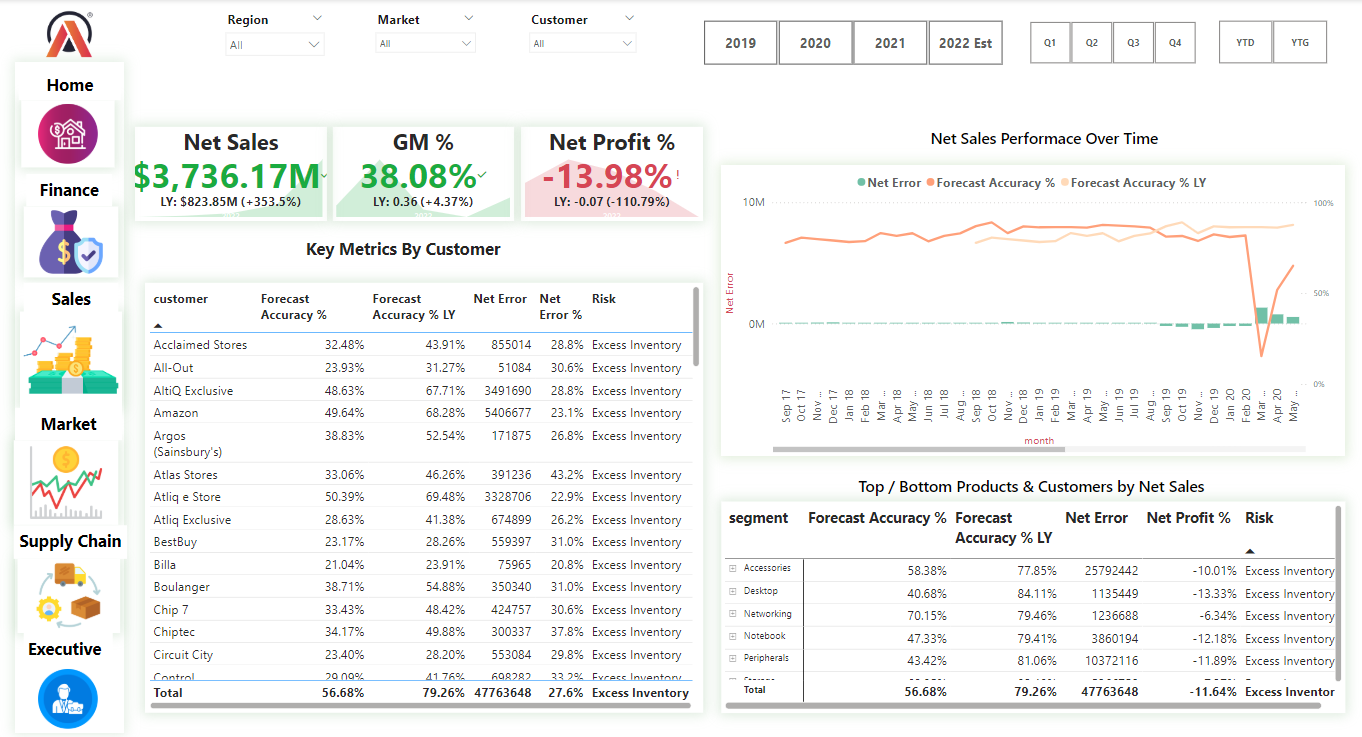 Region
Market
Customer
All
All
All
2019
2020
2021
2022 Est
Q1
Q2
Q3
Q4
YTD
YTG
Home
Finance
Sales
Market
Supply Chain
Executive
Net Sales
$3,736.17M
LY: $823.85M (+353.5%)
GM %
38.08%
LY: 0.36 (+4.37%)
Net Profit %
-13.98% !
LY: -0.07 (-110.79%)
Key Metrics By Customer
customer Forecast Accuracy % Forecast Accuracy % LY Net Error Net Error % Risk
Acclaimed Stores 32.48% 43.91% 855014 28.8% Excess Inventory
All-Out 23.93% 31.27% 51084 30.6% Excess Inventory
AltiQ Exclusive 48.63% 67.71% 3491690 28.8% Excess Inventory
Amazon 49.64% 68.28% 5406677 23.1% Excess Inventory
Argos (Sainsbury's) 38.83% 52.54% 171875 26.8% Excess Inventory
Atlas Stores 33.06% 46.26% 391236 43.2% Excess Inventory
Atliq e Store 50.39% 69.48% 3328706 22.9% Excess Inventory
Atliq Exclusive 28.63% 41.38% 674899 26.2% Excess Inventory
BestBuy 23.17% 28.26% 559397 31.0% Excess Inventory
Billa 21.04% 23.91% 75965 20.8% Excess Inventory
Boulanger 38.71% 54.88% 350340 31.0% Excess Inventory
Chip 7 33.43% 48.42% 424757 30.6% Excess Inventory
Chiptec 34.17% 49.88% 300337 37.8% Excess Inventory
Circuit City 23.40% 28.20% 553084 29.8% Excess Inventory
Control 29.09% 41.76% 698282 33.2% Excess Inventory
Total 56.68% 79.26% 47763648 27.6% Excess Inventory
Net Sales Performace Over Time
Net Error Forecast Accuracy % Forecast Accuracy % LY
10M
0M
Net Error
100%
50%
0%
Sep 17 Oct 17 Nov ... Dec 17 Jan 18 Feb 18 Mar ... Apr 18 May ... Jun 18 Jul 18 Aug ... Sep 18 Oct 18 Nov ... Dec 18 Jan 19 Feb 19 Mar ... Apr 19 May ... Jun 19 Jul 19 Aug ... Sep 19 Oct 19 Nov ... Dec 19 Jan 20 Feb 20 Mar ... Apr 20 May ...
month
Top / Bottom Products & Customers by Net Sales
segment Forecast Accuracy % Forecast Accuracy % LY Net Error Net Profit % Risk
Accessories 58.38% 77.85% 25792442 -10.01% Excess Inventory
Desktop 40.68% 84.11% 1135449 -13.33% Excess Inventory
Networking 70.15% 79.46% 1236688 -6.34% Excess Inventory
Notebook 47.33% 79.41% 3860194 -12.18% Excess Inventory
Peripherals 43.42% 81.06% 10372116 -11.89% Excess Inventory
Total 56.68% 79.26% 47763648 -11.64% Excess Inventor